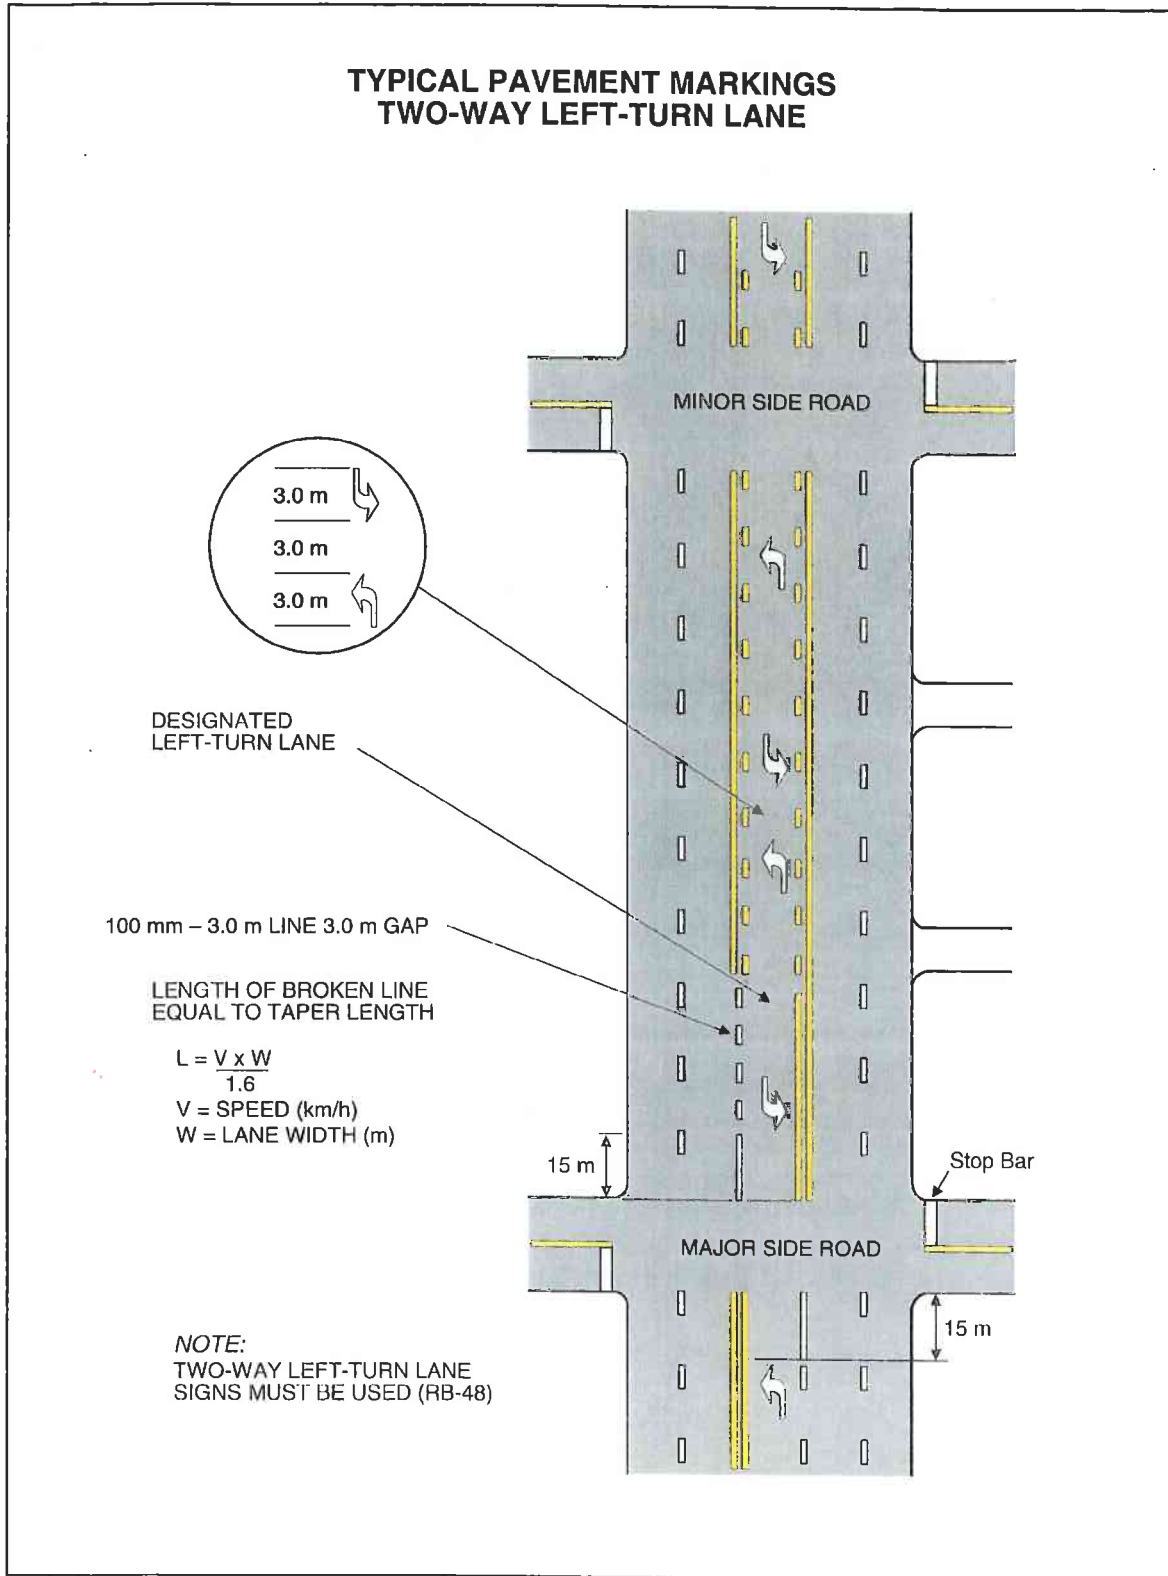 TYPICAL PAVEMENT MARKINGS
TWO-WAY LEFT-TURN LANE
MINOR SIDE ROAD
3.0 m
3.0 m
3.0 m
DESIGNATED
LEFT-TURN LANE
100 mm – 3.0 m LINE 3.0 m GAP
LENGTH OF BROKEN LINE
EQUAL TO TAPER LENGTH
L = V x W
1.6
V = SPEED (km/h)
W = LANE WIDTH (m)
15 m
Stop Bar
MAJOR SIDE ROAD
15 m
NOTE:
TWO-WAY LEFT-TURN LANE
SIGNS MUST BE USED (RB-48)